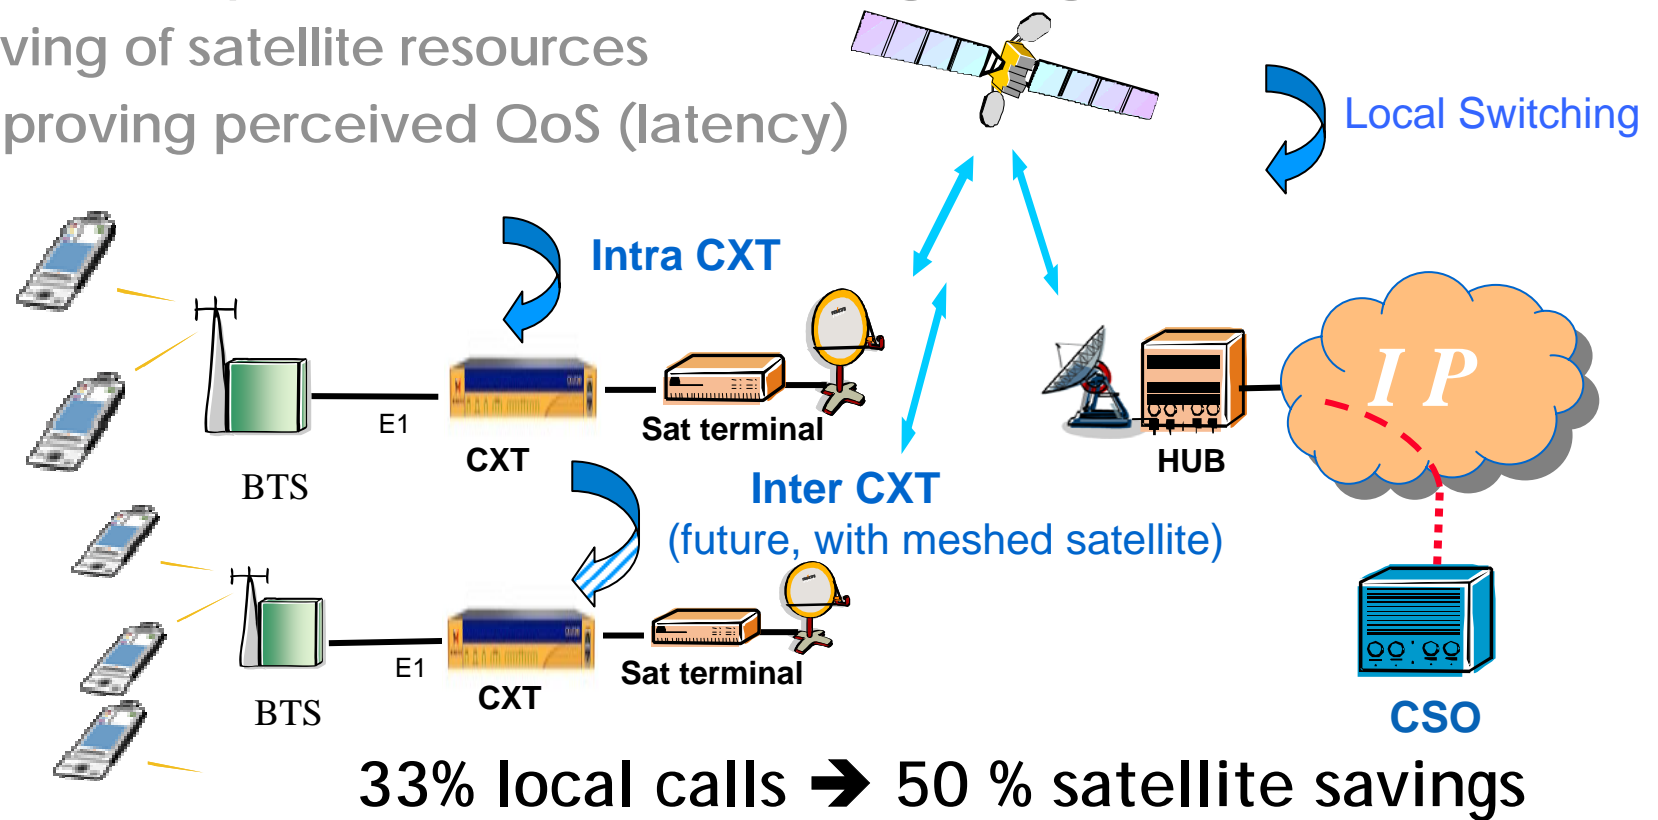 ving of satellite resources
proving perceived QoS (latency)
Local Switching
Intra CXT
E1
BTS
CXT
Sat terminal
HUB
I P
Inter CXT
(future, with meshed satellite)
E1
BTS
CXT
Sat terminal
CSO
33% local calls ➔ 50 % satellite savings